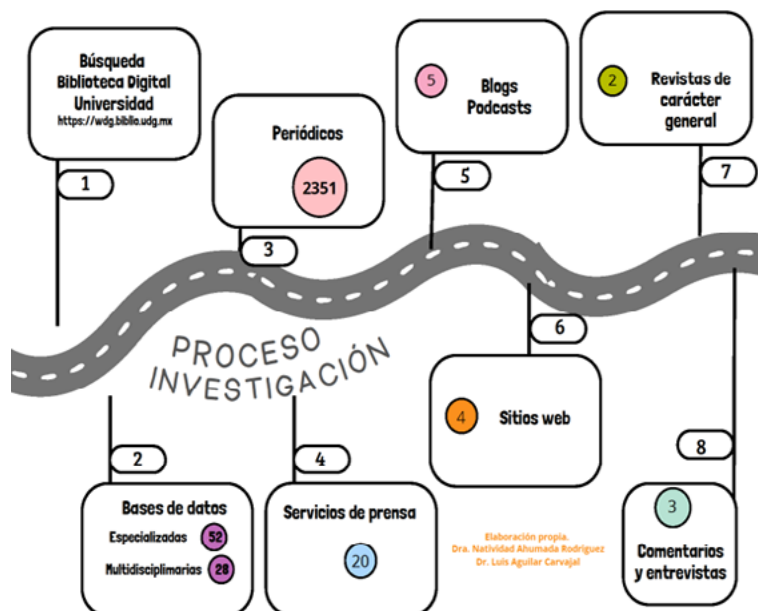 Búsqueda
Biblioteca Digital
Universidad
https://wdg.biblio.udg.mx
1
2
Bases de datos
Especializadas 52
Multidisciplinarias 28
Periódicos
2351
3
4
Servicios de prensa
20
5
Blogs
Podcasts
5
6
4 Sitios web
2 Revistas de
carácter
general
7
8
3
Comentarios
y entrevistas
PROCESO
INVESTIGACIÓN
Elaboración propia.
Dra. Natividad Ahumada Rodríguez
Dr. Luis Aguilar Carvajal